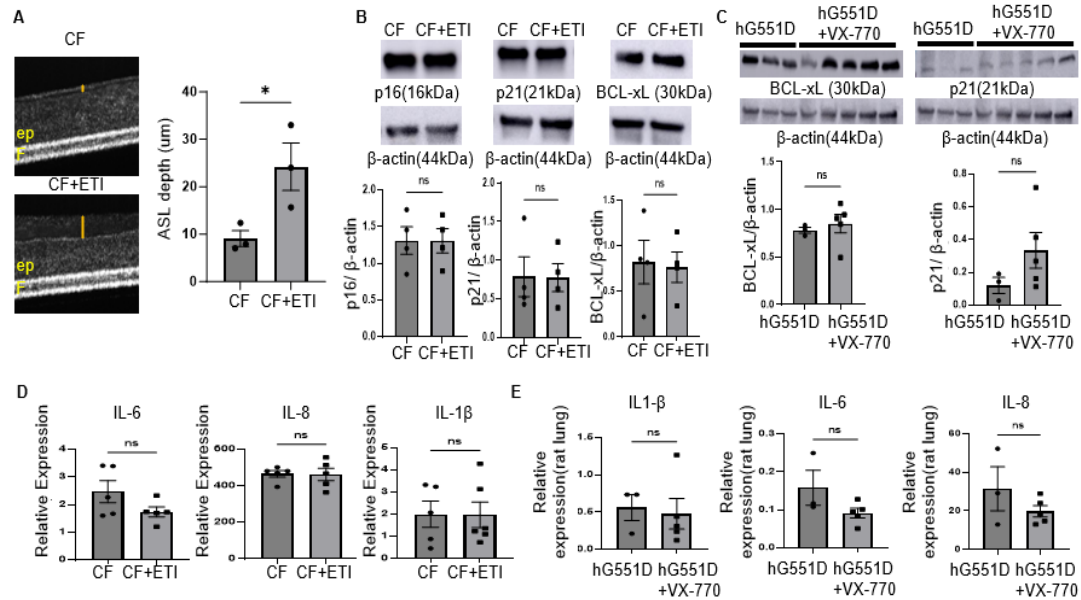 A
CF
ep
F
CF+ETI
ep
F
ASL depth (um)
40
30
20
10
0
*
CF
CF+ETI
B
CF CF+ETI
CF CF+ETI
CF CF+ETI
p16(16kDa)
p21(21kDa)
BCL-xL (30kDa)
β-actin(44kDa)
β-actin(44kDa)
β-actin(44kDa)
p16/ β-actin
2.0
1.5
1.0
0.5
0.0
ns
CF CF+ETI
p21/ β-actin
2.0
1.5
1.0
0.5
0.0
ns
CF CF+ETI
BCL-xL/β-actin
1.5
1.0
0.5
0.0
ns
CF CF+ETI
C
hG551D
hG551D
+VX-770
hG551D
hG551D
+VX-770
BCL-xL (30kDa)
p21(21kDa)
β-actin(44kDa)
β-actin(44kDa)
BCL-xL/β-actin
1.5
1.0
0.5
0.0
ns
hG551D hG551D
+VX-770
p21/ β-actin
0.8
0.6
0.4
0.2
0.0
ns
hG551D hG551D
+VX-770
D
IL-6
Relative Expression
4
3
2
1
0
ns
CF CF+ETI
IL-8
Relative Expression
600
400
200
0
ns
CF CF+ETI
IL-1β
Relative Expression
5
4
3
2
1
0
ns
CF CF+ETI
E
IL1-β
Relative
expression(rat lung)
1.5
1.0
0.5
0.0
ns
hG551D hG551D
+VX-770
IL-6
Relative
expression(rat lung)
0.3
0.2
0.1
0.0
ns
hG551D hG551D
+VX-770
IL-8
Relative
expression(rat lung)
60
40
20
0
ns
hG551D hG551D
+VX-770